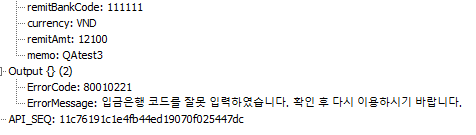 remitBankCode: 111111
currency: VND
remitAmt: 12100
memo: QAtest3
Output {} (2)
ErrorCode: 80010221
ErrorMessage: 입금은행 코드를 잘못 입력하였습니다. 확인 후 다시 이용하시기 바랍니다.
API_SEQ: 11c76191c1e4fb44ed19070f025447dc